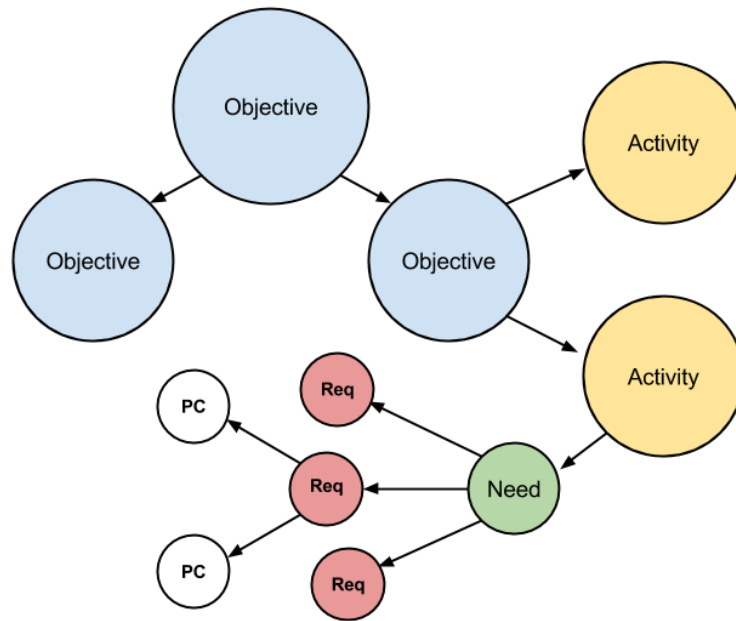 Objective
Activity
Objective
Objective
Activity
Req
PC
Req
Need
PC
Req